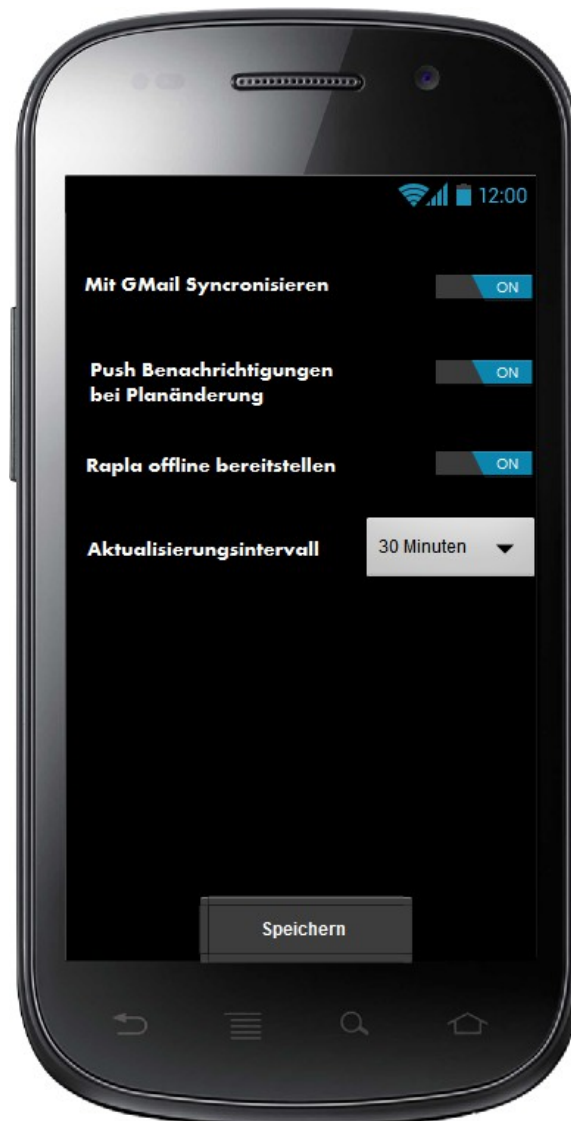 12:00
Mit GMail Syncronisieren ON
Push Benachrichtigungen ON
bei Planänderung
Rapla offline bereitstellen ON
Aktualisierungsintervall 30 Minuten
Speichern